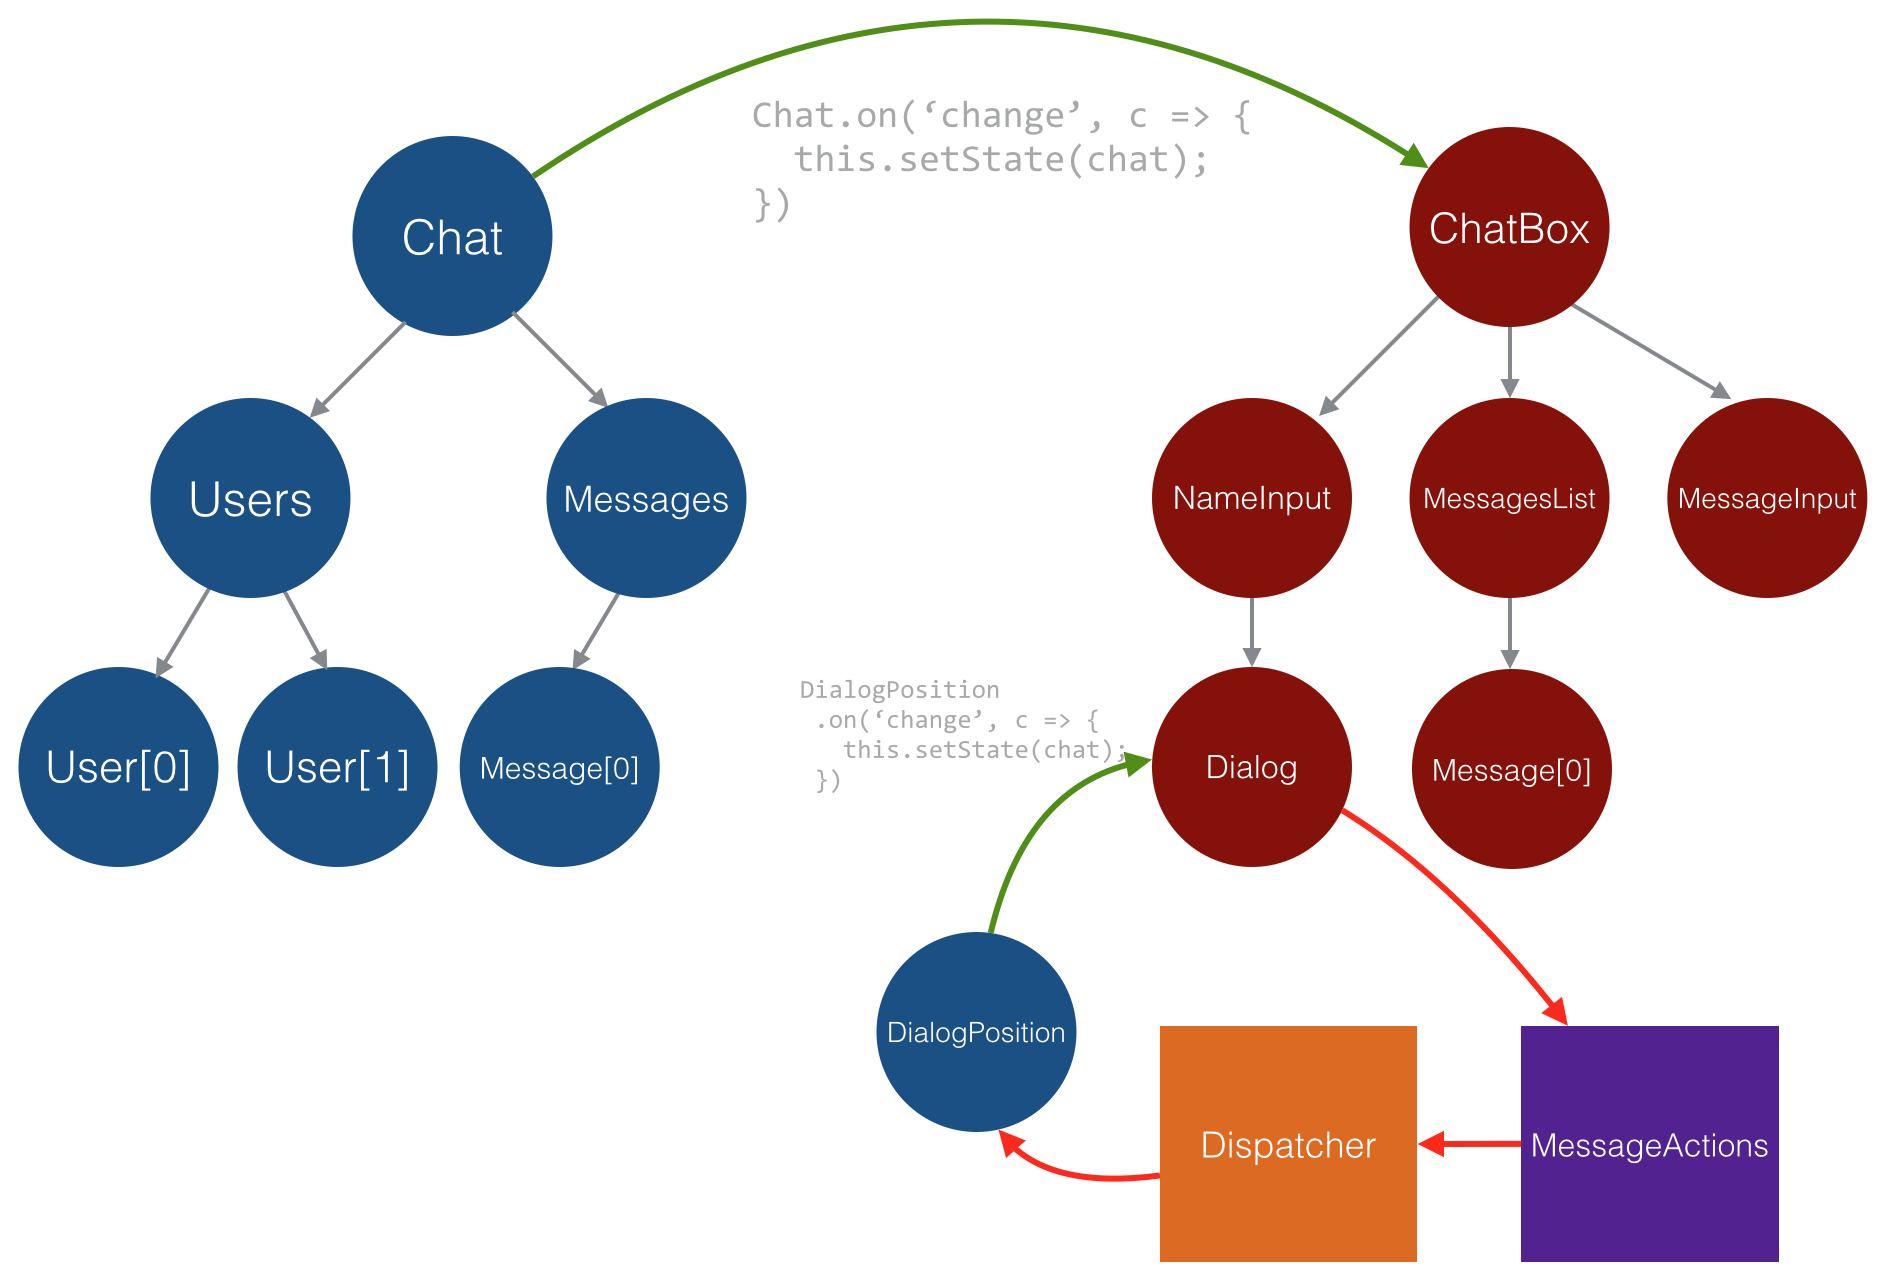 Chat.on(‘change’, c => {
this.setState(chat);
})
Chat
ChatBox
Users
Messages
NameInput
MessagesList
MessageInput
User[0]
User[1]
Message[0]
DialogPosition
.on(‘change’, c => {
this.setState(chat);
})
Dialog
Message[0]
DialogPosition
Dispatcher
MessageActions